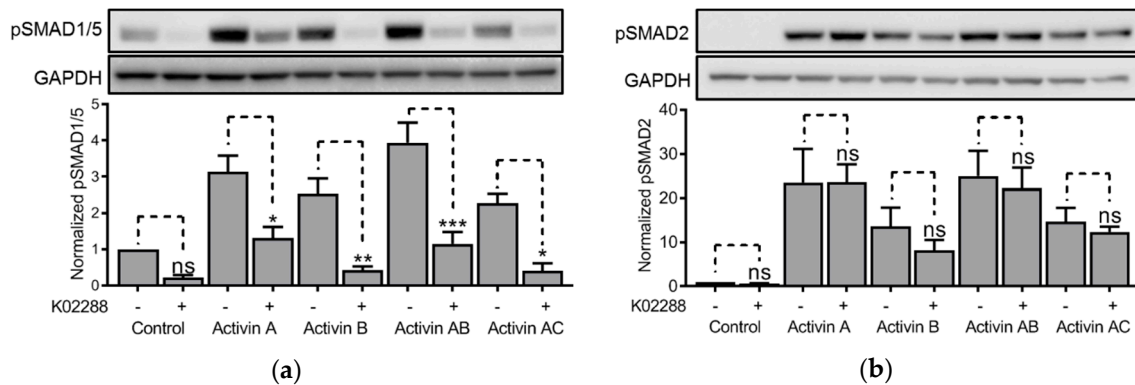 pSMAD1/5
GAPDH
Normalized pSMAD1/5
5
4
3
2
1
0
ns
*
**
***
*
K02288 - + - + - + - + - +
Control Activin A Activin B Activin AB Activin AC
(a)
pSMAD2
GAPDH
Normalized pSMAD2
40
30
20
10
0
ns
ns
ns
ns
ns
K02288 - + - + - + - + - +
Control Activin A Activin B Activin AB Activin AC
(b)